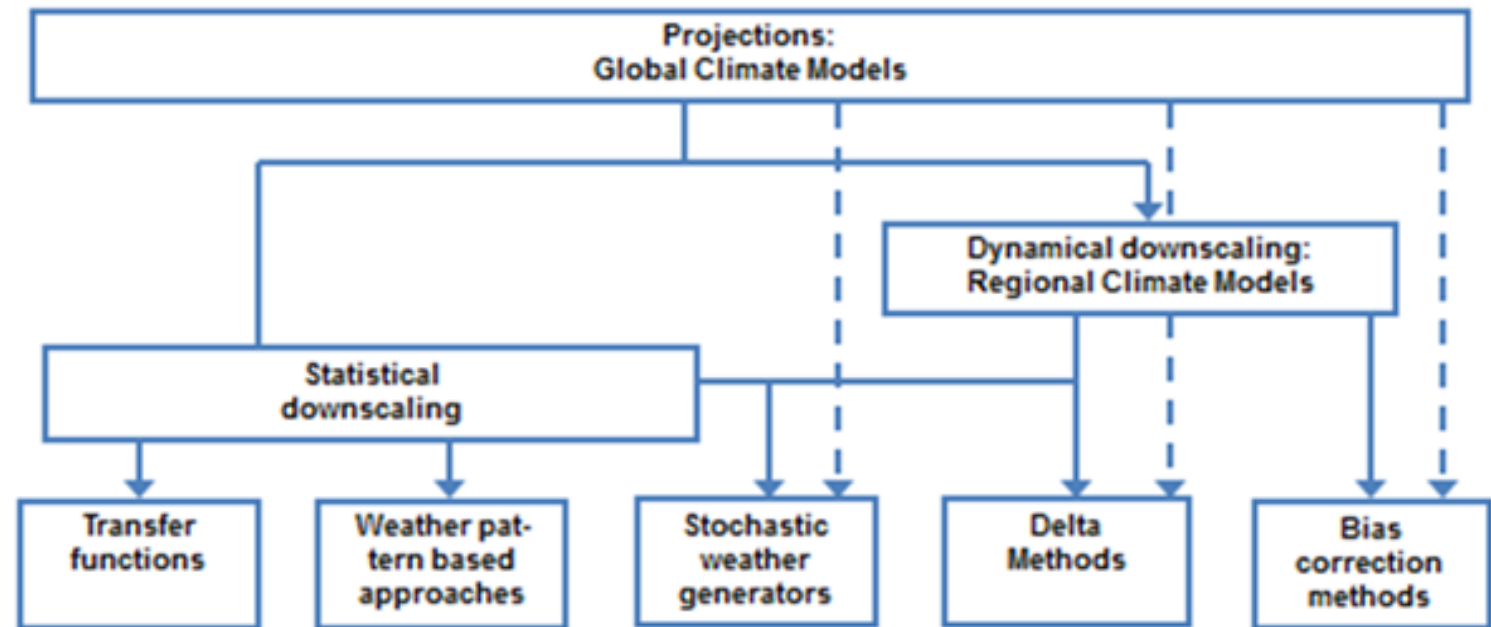 Projections:
Global Climate Models
Dynamical downscaling:
Regional Climate Models
Statistical
downscaling
Transfer
functions
Weather pat-
tern based
approaches
Stochastic
weather
generators
Delta
Methods
Bias
correction
methods